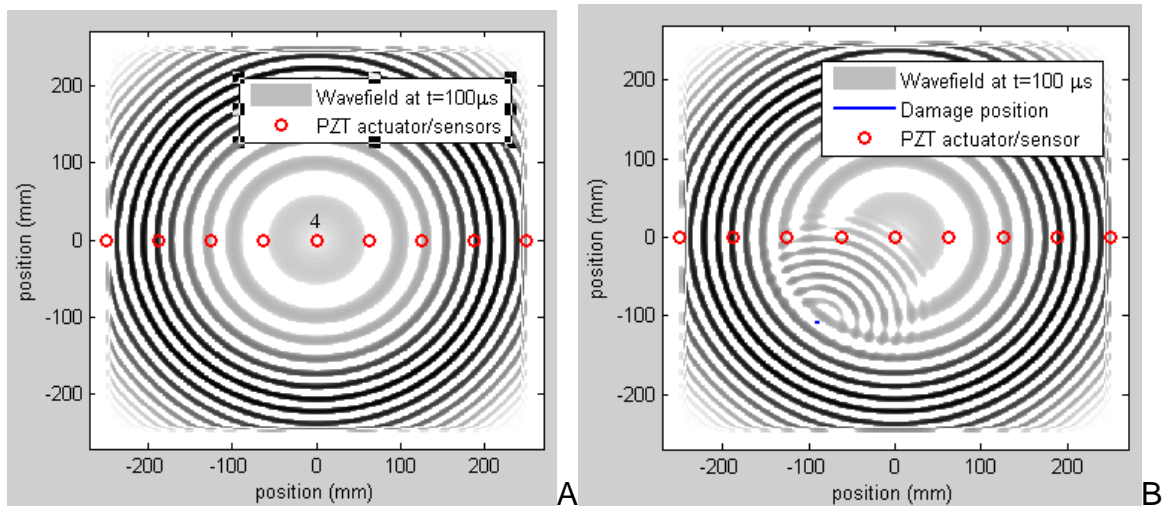 200
100
0
-100
-200
position (mm)
-200
-100
0
100
200
position (mm)
Wavefield at t=100μs
PZT actuator/sensors
4
A
200
100
0
-100
-200
position (mm)
-200
-100
0
100
200
position (mm)
Wavefield at t=100 μs
Damage position
PZT actuator/sensor
B